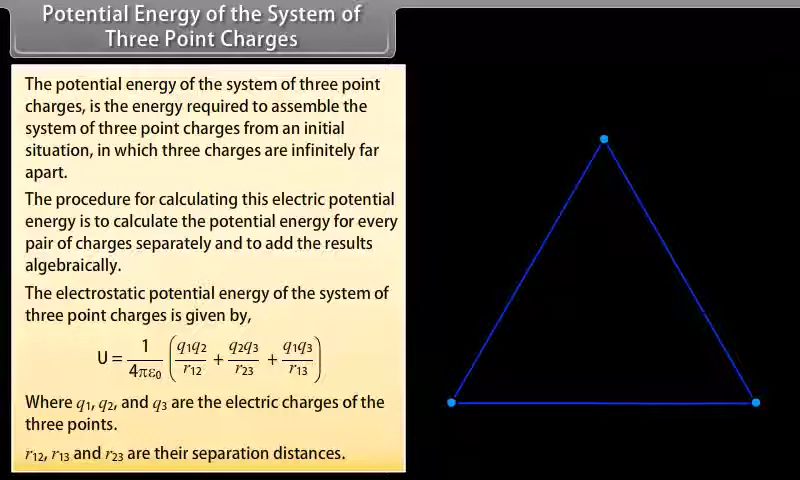 Potential Energy of the System of
Three Point Charges
The potential energy of the system of three point
charges, is the energy required to assemble the
system of three point charges from an initial
situation, in which three charges are infinitely far
apart.
The procedure for calculating this electric potential
energy is to calculate the potential energy for every
pair of charges separately and to add the results
algebraically.
The electrostatic potential energy of the system of
three point charges is given by,
U = 1/4πε₀ (q₁q₂/r₁₂ + q₂q₃/r₂₃ + q₁q₃/r₁₃)
Where q₁, q₂, and q₃ are the electric charges of the
three points.
r₁₂, r₁₃ and r₂₃ are their separation distances.